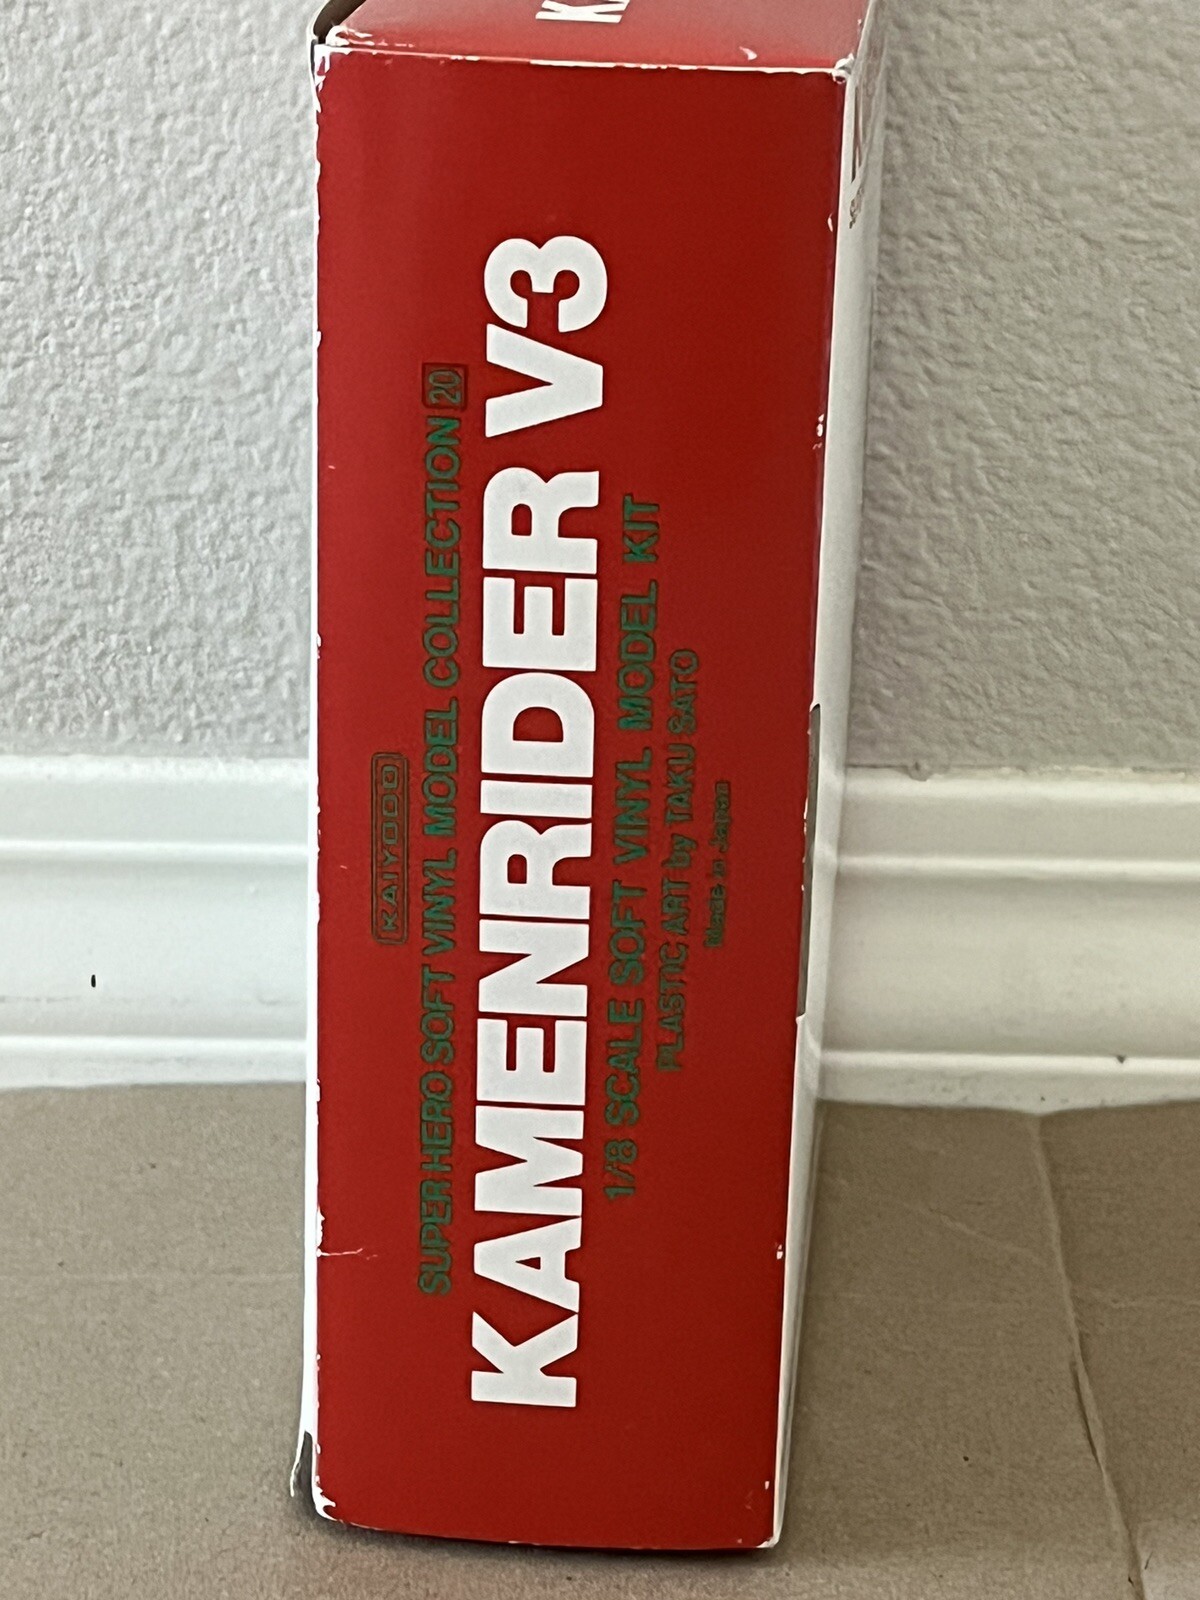 KAIYODO
SUPER HERO SOFT VINYL MODEL COLLECTION 20
KAMENRIDER V3
1/8 SCALE SOFT VINYL MODEL KIT
PLASTIC ART by TAKU SATO
Made in Japan